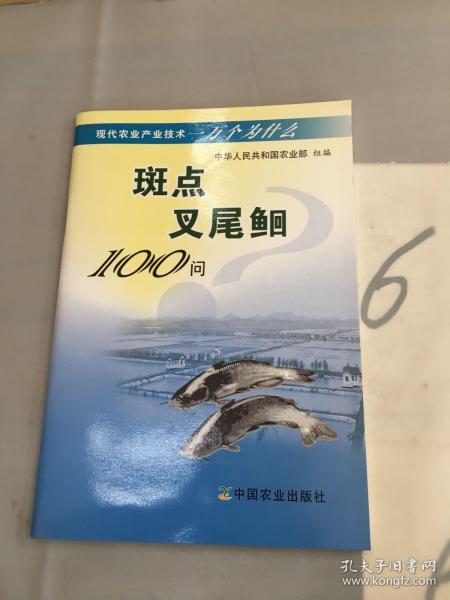 现代农业产业技术一万个为什么
中华人民共和国农业部 组编
斑点
叉尾鮰
100问
中国农业出版社
6
孔夫子旧书网
www.kongfz.com